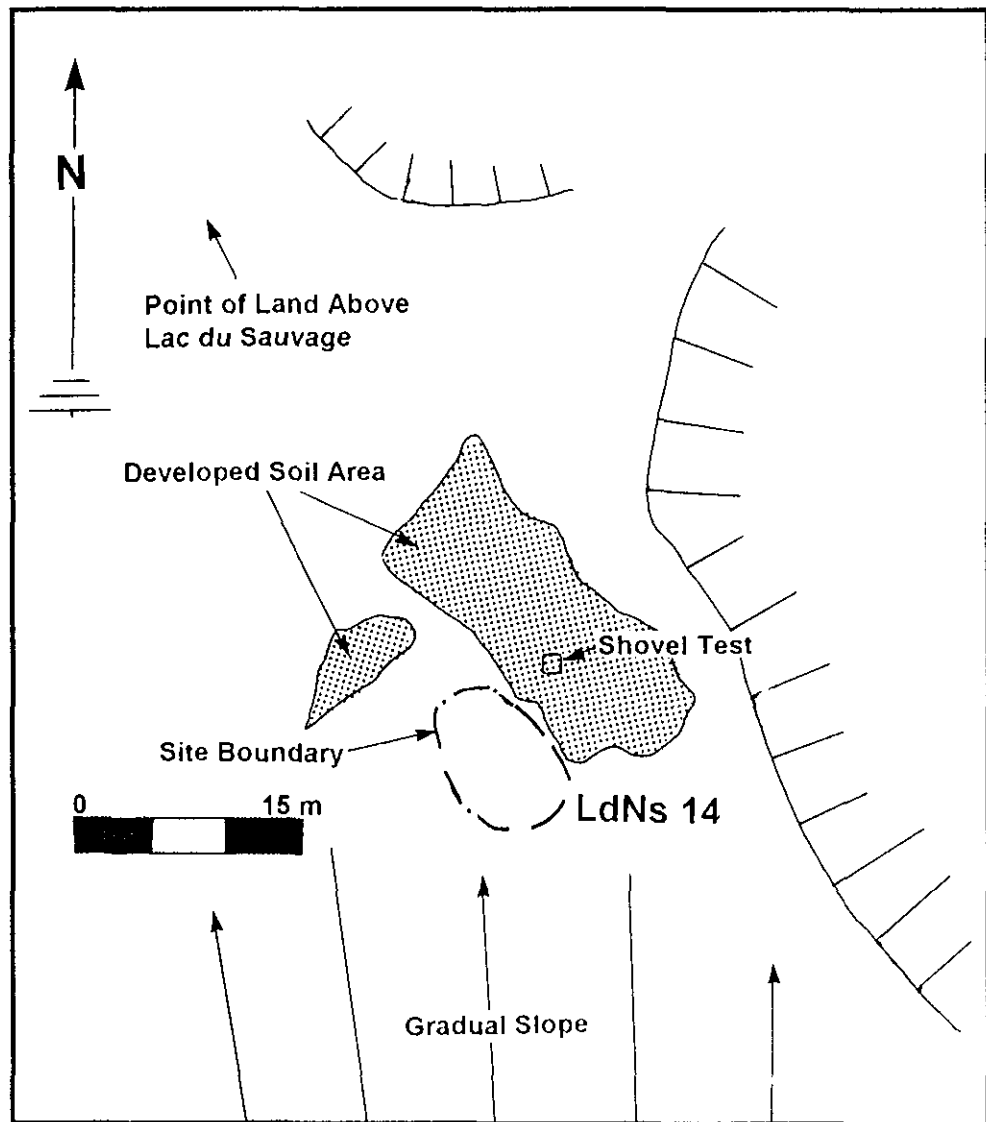 N
Point of Land Above
Lac du Sauvage
Developed Soil Area
Shovel Test
Site Boundary
0 15 m
LdNs 14
Gradual Slope